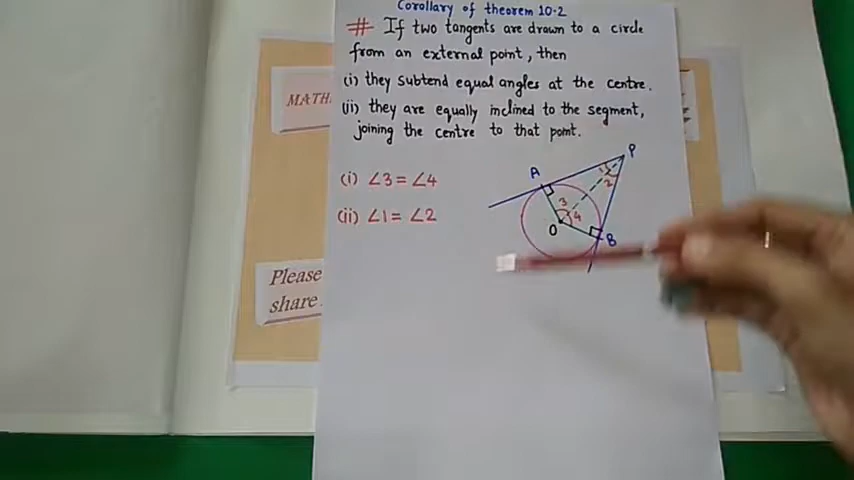 Corollary of theorem 10.2
# If two tangents are drawn to a circle
from an external point, then
(i) they subtend equal angles at the centre.
(ii) they are equally inclined to the segment,
joining the centre to that point.
(i) ∠3 = ∠4
(ii) ∠1 = ∠2
P
A
1
2
3
4
O
B
MATH
Please
share